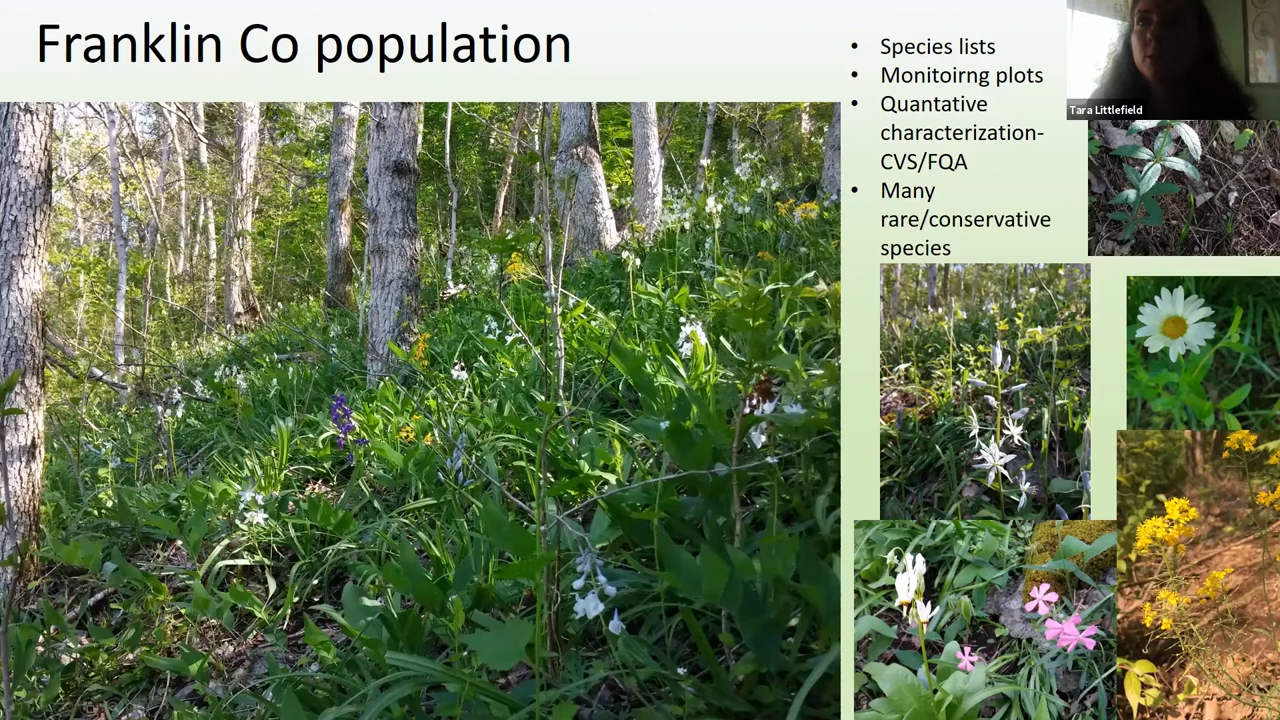 Franklin Co population
• Species lists
• Monitoirng plots
• Quantative
characterization-
CVS/FQA
• Many
rare/conservative
species
Tara Littlefield